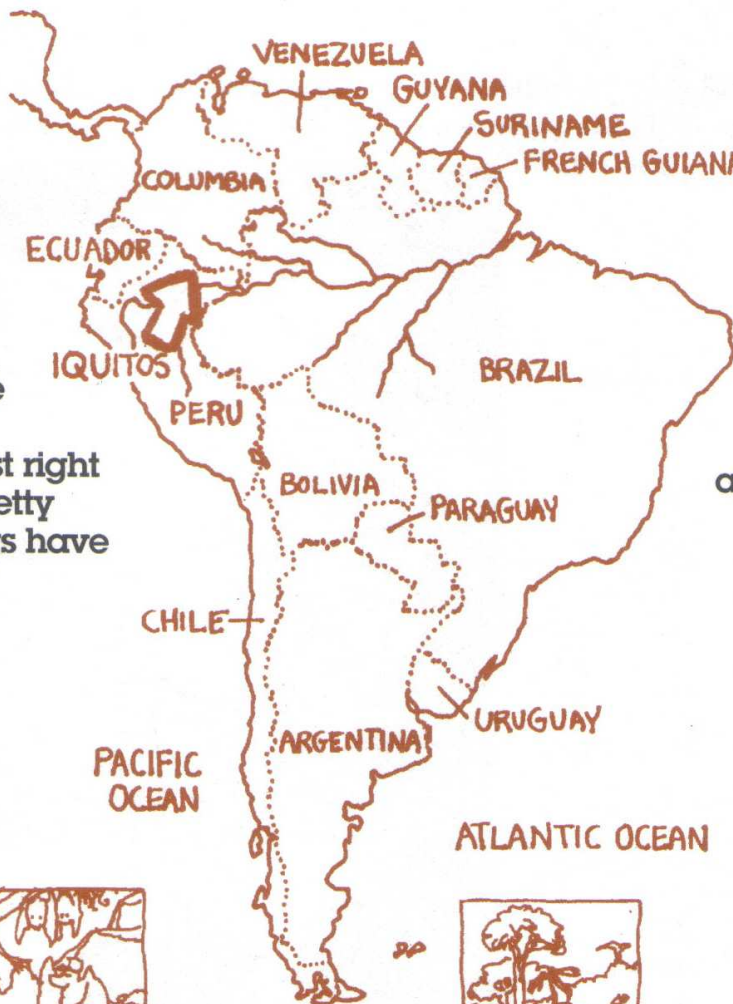 VENEZUELA
GUYANA
SURINAME
FRENCH GUIANA
COLUMBIA
ECUADOR
IQUITOS
PERU
BRAZIL
st right
etty
s have
BOLIVIA
PARAGUAY
CHILE
URUGUAY
ARGENTINA
PACIFIC
OCEAN
ATLANTIC OCEAN